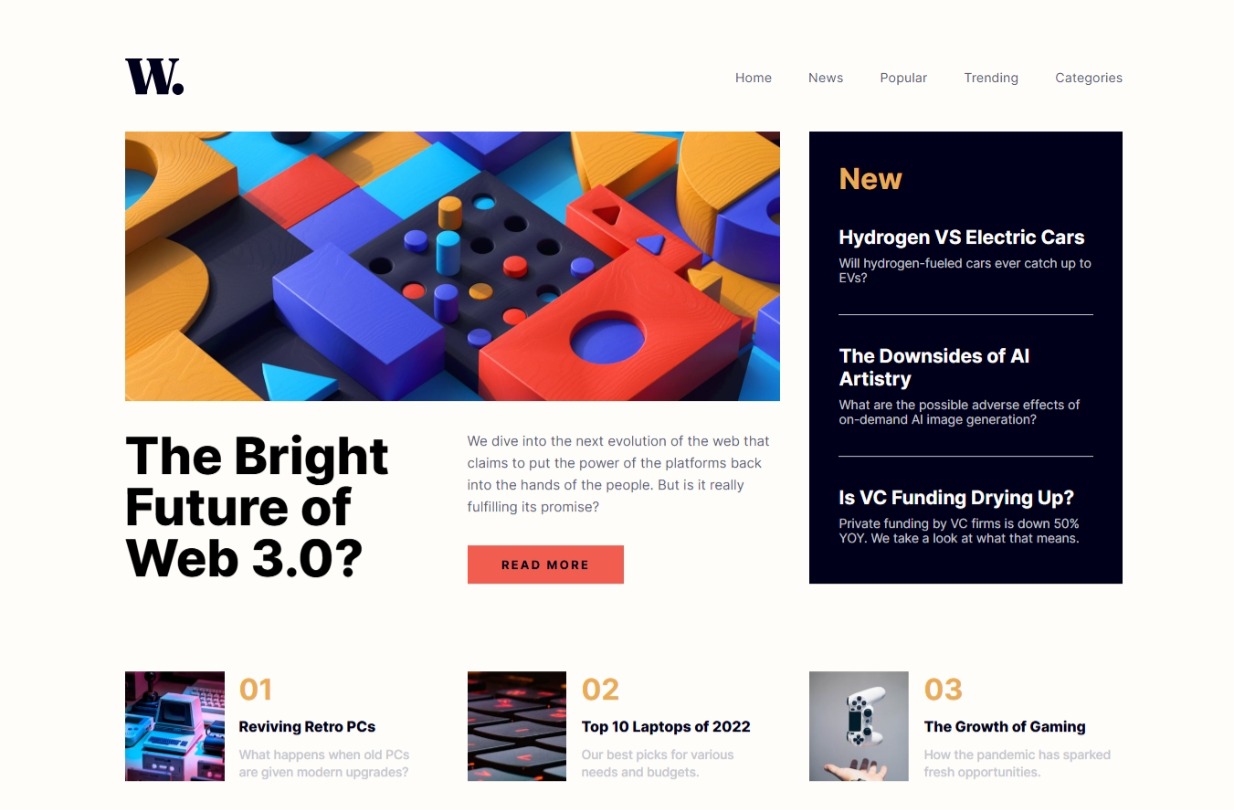 W.
Home News Popular Trending Categories
The Bright
Future of
Web 3.0?
We dive into the next evolution of the web that
claims to put the power of the platforms back
into the hands of the people. But is it really
fulfilling its promise?
READ MORE
New
Hydrogen VS Electric Cars
Will hydrogen-fueled cars ever catch up to
EVs?
The Downsides of AI
Artistry
What are the possible adverse effects of
on-demand AI image generation?
Is VC Funding Drying Up?
Private funding by VC firms is down 50%
YOY. We take a look at what that means.
01
Reviving Retro PCs
What happens when old PCs
are given modern upgrades?
02
Top 10 Laptops of 2022
Our best picks for various
needs and budgets.
03
The Growth of Gaming
How the pandemic has sparked
fresh opportunities.